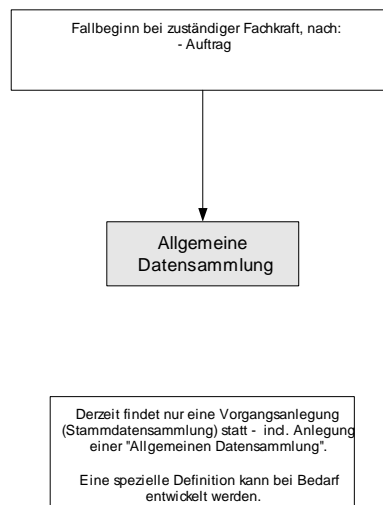 Fallbeginn bei zuständiger Fachkraft, nach:
- Auftrag
Allgemeine
Datensammlung
Derzeit findet nur eine Vorgangsanlegung
(Stammdatensammlung) statt - incl. Anlegung
einer "Allgemeinen Datensammlung".
Eine spezielle Definition kann bei Bedarf
entwickelt werden.